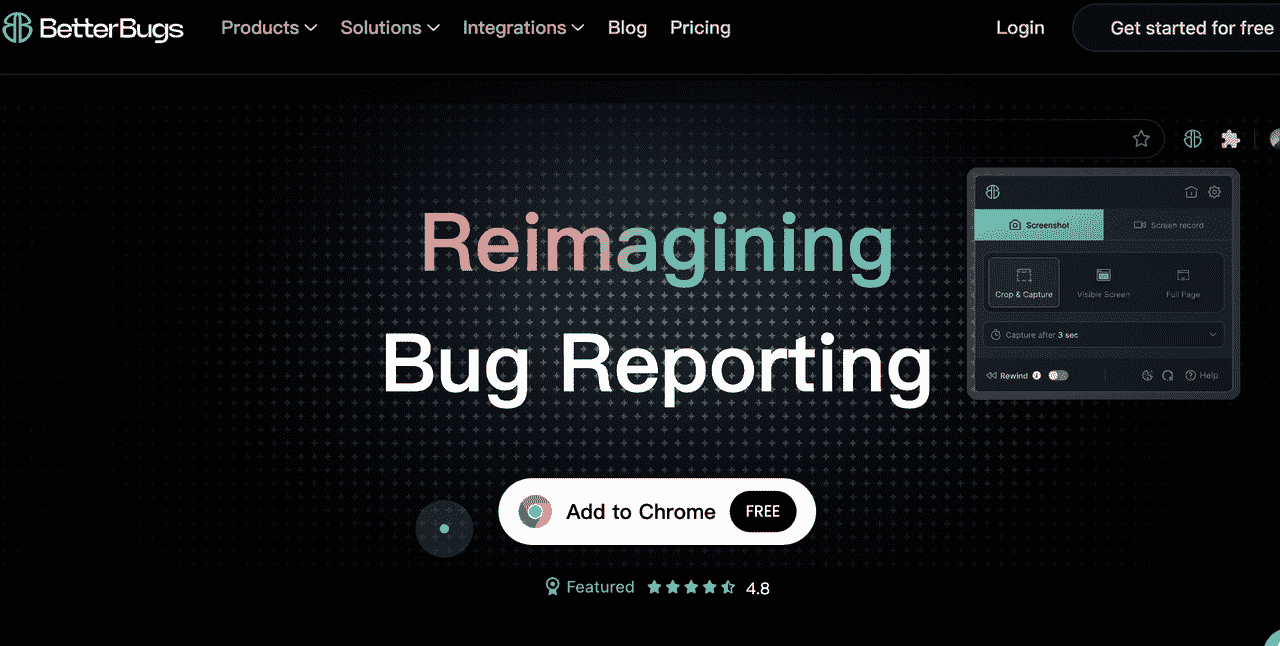 BetterBugs Products Solutions Integrations Blog Pricing Login Get started for free
Screenshot Screen record
Reimagining
Crop & Capture Visible Screen Full Page
Capture after 3 sec
Bug Reporting
Rewind Help
Add to Chrome FREE
Featured 4.8